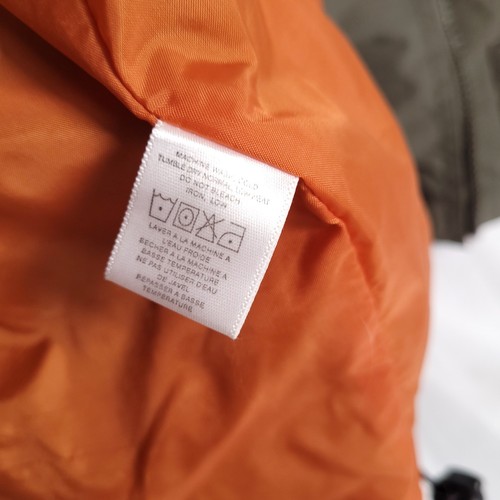 MACHINE WASH COLD
TUMBLE DRY NORMAL, LOW HEAT
DO NOT BLEACH
IRON, LOW
LAVER A LA MACHINE A
L'EAU FROIDE
SECHER A LA MACHINE A
BASSE TEMPERATURE
NE PAS UTILISER D'EAU
DE JAVEL
REPASSER A BASSE
TEMPERATURE